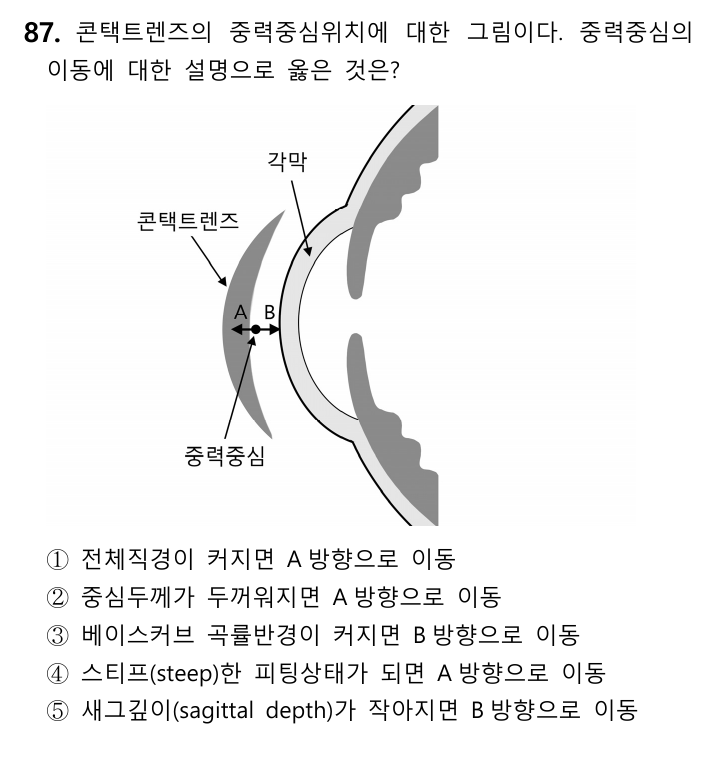 87. 콘택트렌즈의 중력중심위치에 대한 그림이다. 중력중심의
이동에 대한 설명으로 옳은 것은?
각막
콘택트렌즈
A B
중력중심
① 전체직경이 커지면 A 방향으로 이동
② 중심두께가 두꺼워지면 A 방향으로 이동
③ 베이스커브 곡률반경이 커지면 B 방향으로 이동
④ 스티프(steep)한 피팅상태가 되면 A 방향으로 이동
⑤ 새그깊이(sagittal depth)가 작아지면 B 방향으로 이동